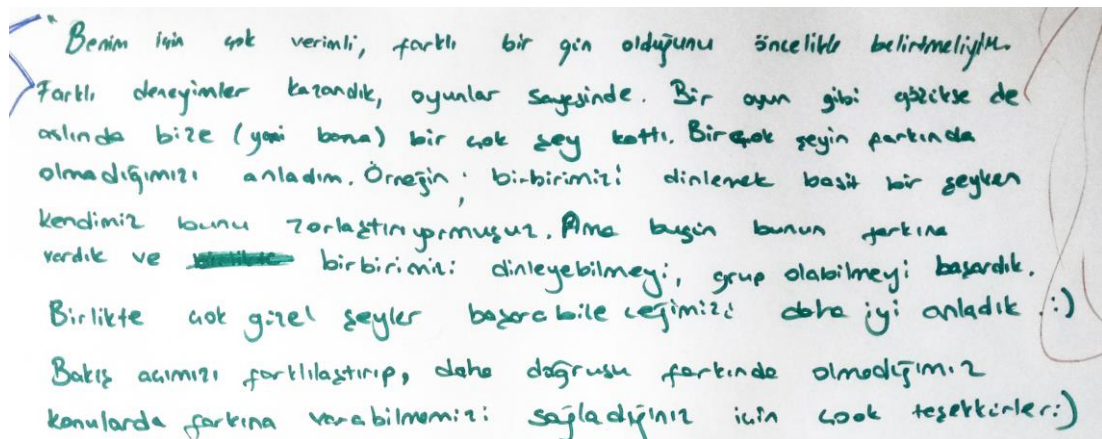 "Benim için çok verimli, farklı bir gün olduğunu öncelikle belirtmeliyim.
Farklı deneyimler kazandık, oyunlar sayesinde. Bir oyun gibi gözükse de
aslında bize (yani bana) bir çok şey kattı. Birçok şeyin farkında
olmadığımızı anladım. Örneğin; birbirimizi dinlemek basit bir şeyken
kendimiz bunu zorlaştırıyormuşuz. Ama bugün bunun farkına
vardık ve birbirimizi dinleyebilmeyi, grup olabilmeyi başardık.
Birlikte çok güzel şeyler başarabileceğimizi daha iyi anladık :)
Bakış açımızı farklılaştırıp, daha doğrusu farkında olmadığımız
konularda farkına varabilmemizi sağladığınız için çook teşekkürler:)